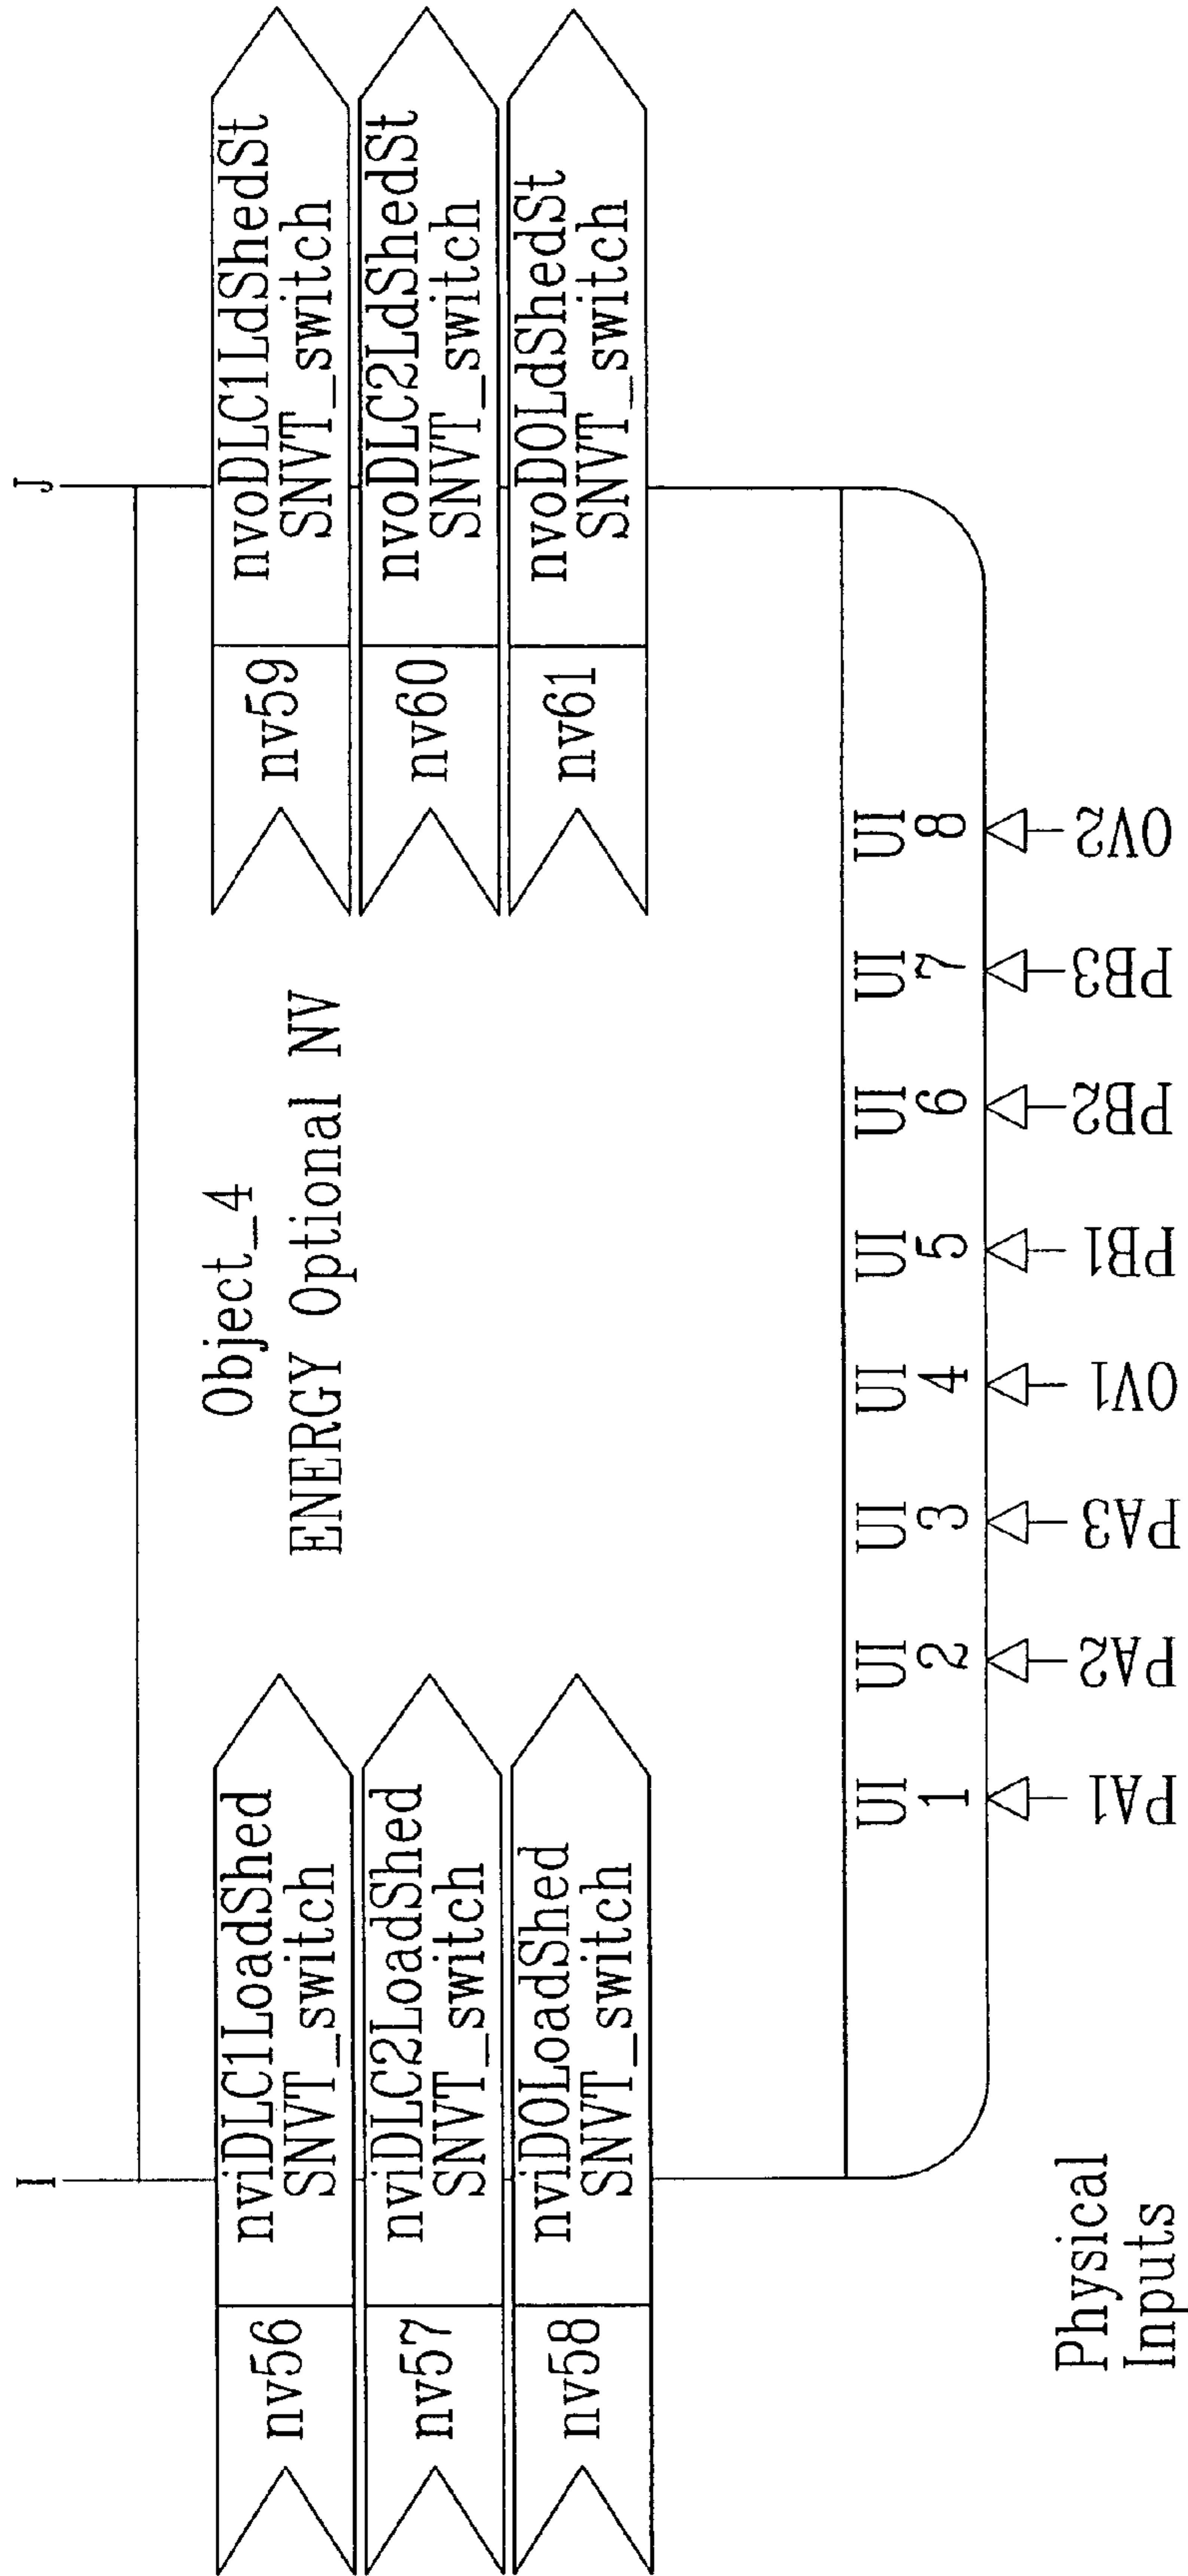 I
J
Object_4
ENERGY Optional NV
nv56
nviDLC1LoadShed
SNVT_switch
nv57
nviDLC2LoadShed
SNVT_switch
nv58
nviDOLoadShed
SNVT_switch
nv59
nvoDLC1LdShedSt
SNVT_switch
nv60
nvoDLC2LdShedSt
SNVT_switch
nv61
nvoDOLdShedSt
SNVT_switch
UI UI UI UI UI UI UI UI
1 2 3 4 5 6 7 8
Physical
Inputs
PA1 PA2 PA3 OV1 PB1 PB2 PB3 OV2